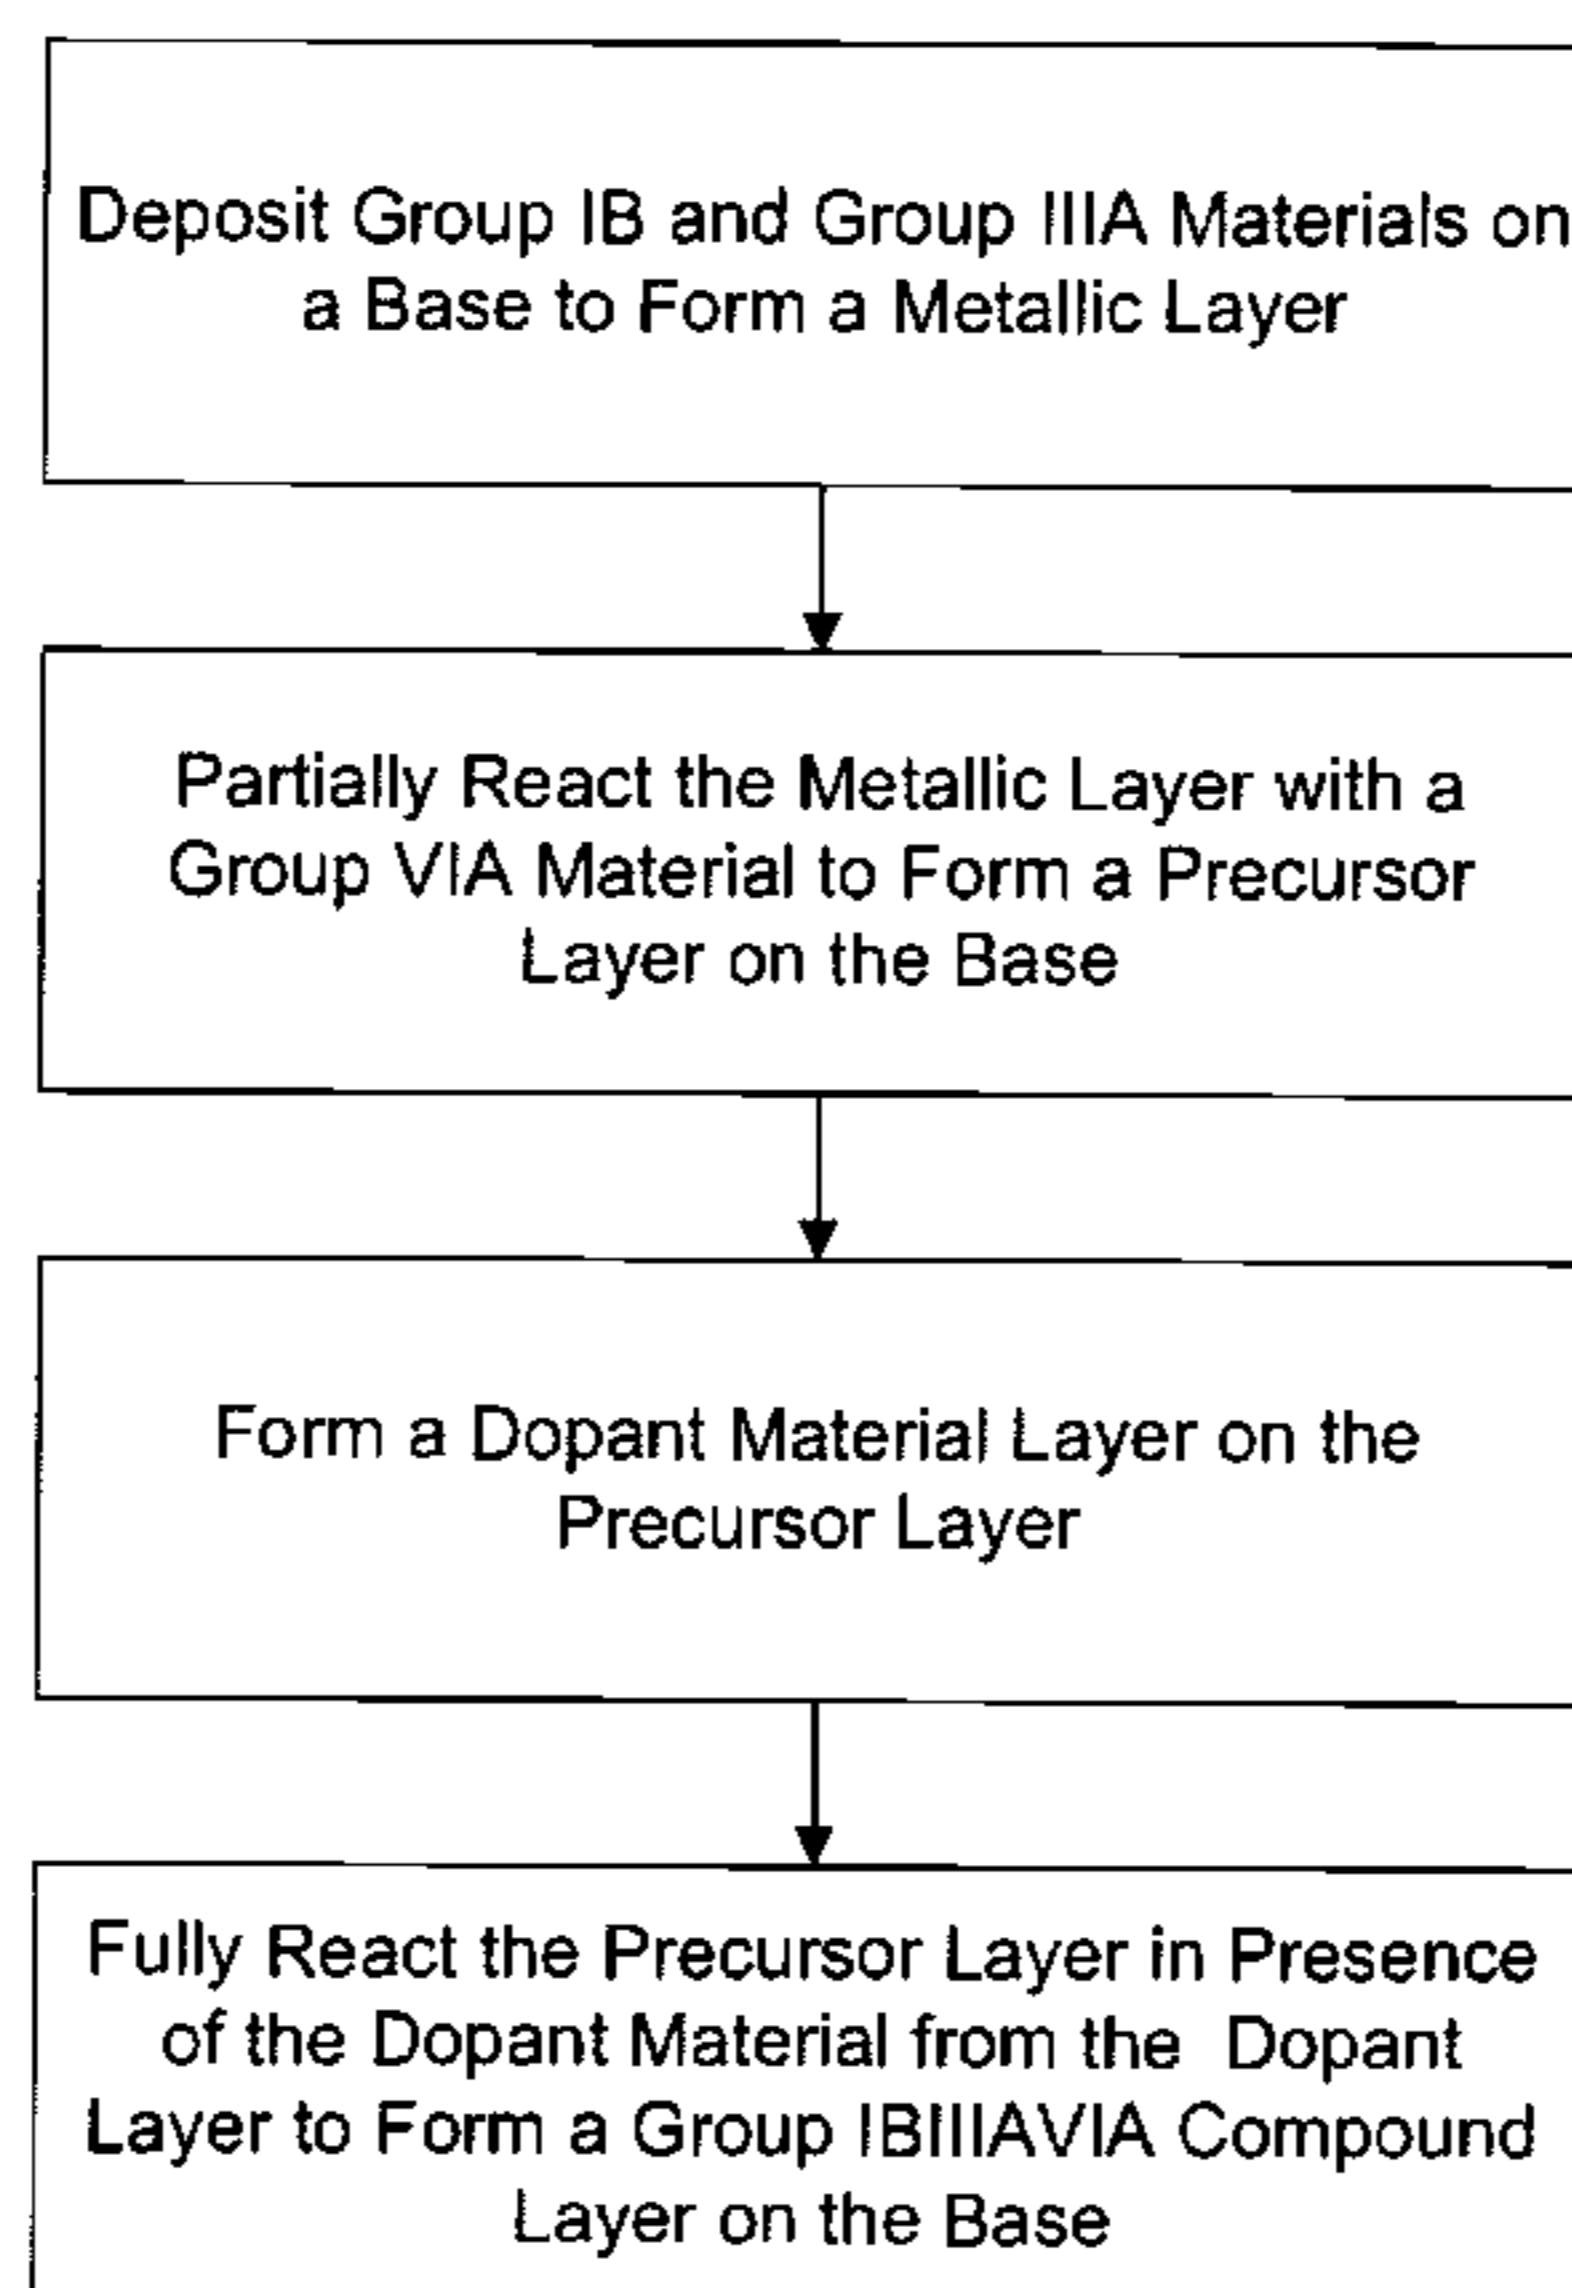 Deposit Group IB and Group IIIA Materials on
a Base to Form a Metallic Layer
Partially React the Metallic Layer with a
Group VIA Material to Form a Precursor
Layer on the Base
Form a Dopant Material Layer on the
Precursor Layer
Fully React the Precursor Layer in Presence
of the Dopant Material from the Dopant
Layer to Form a Group IBIIIAVIA Compound
Layer on the Base